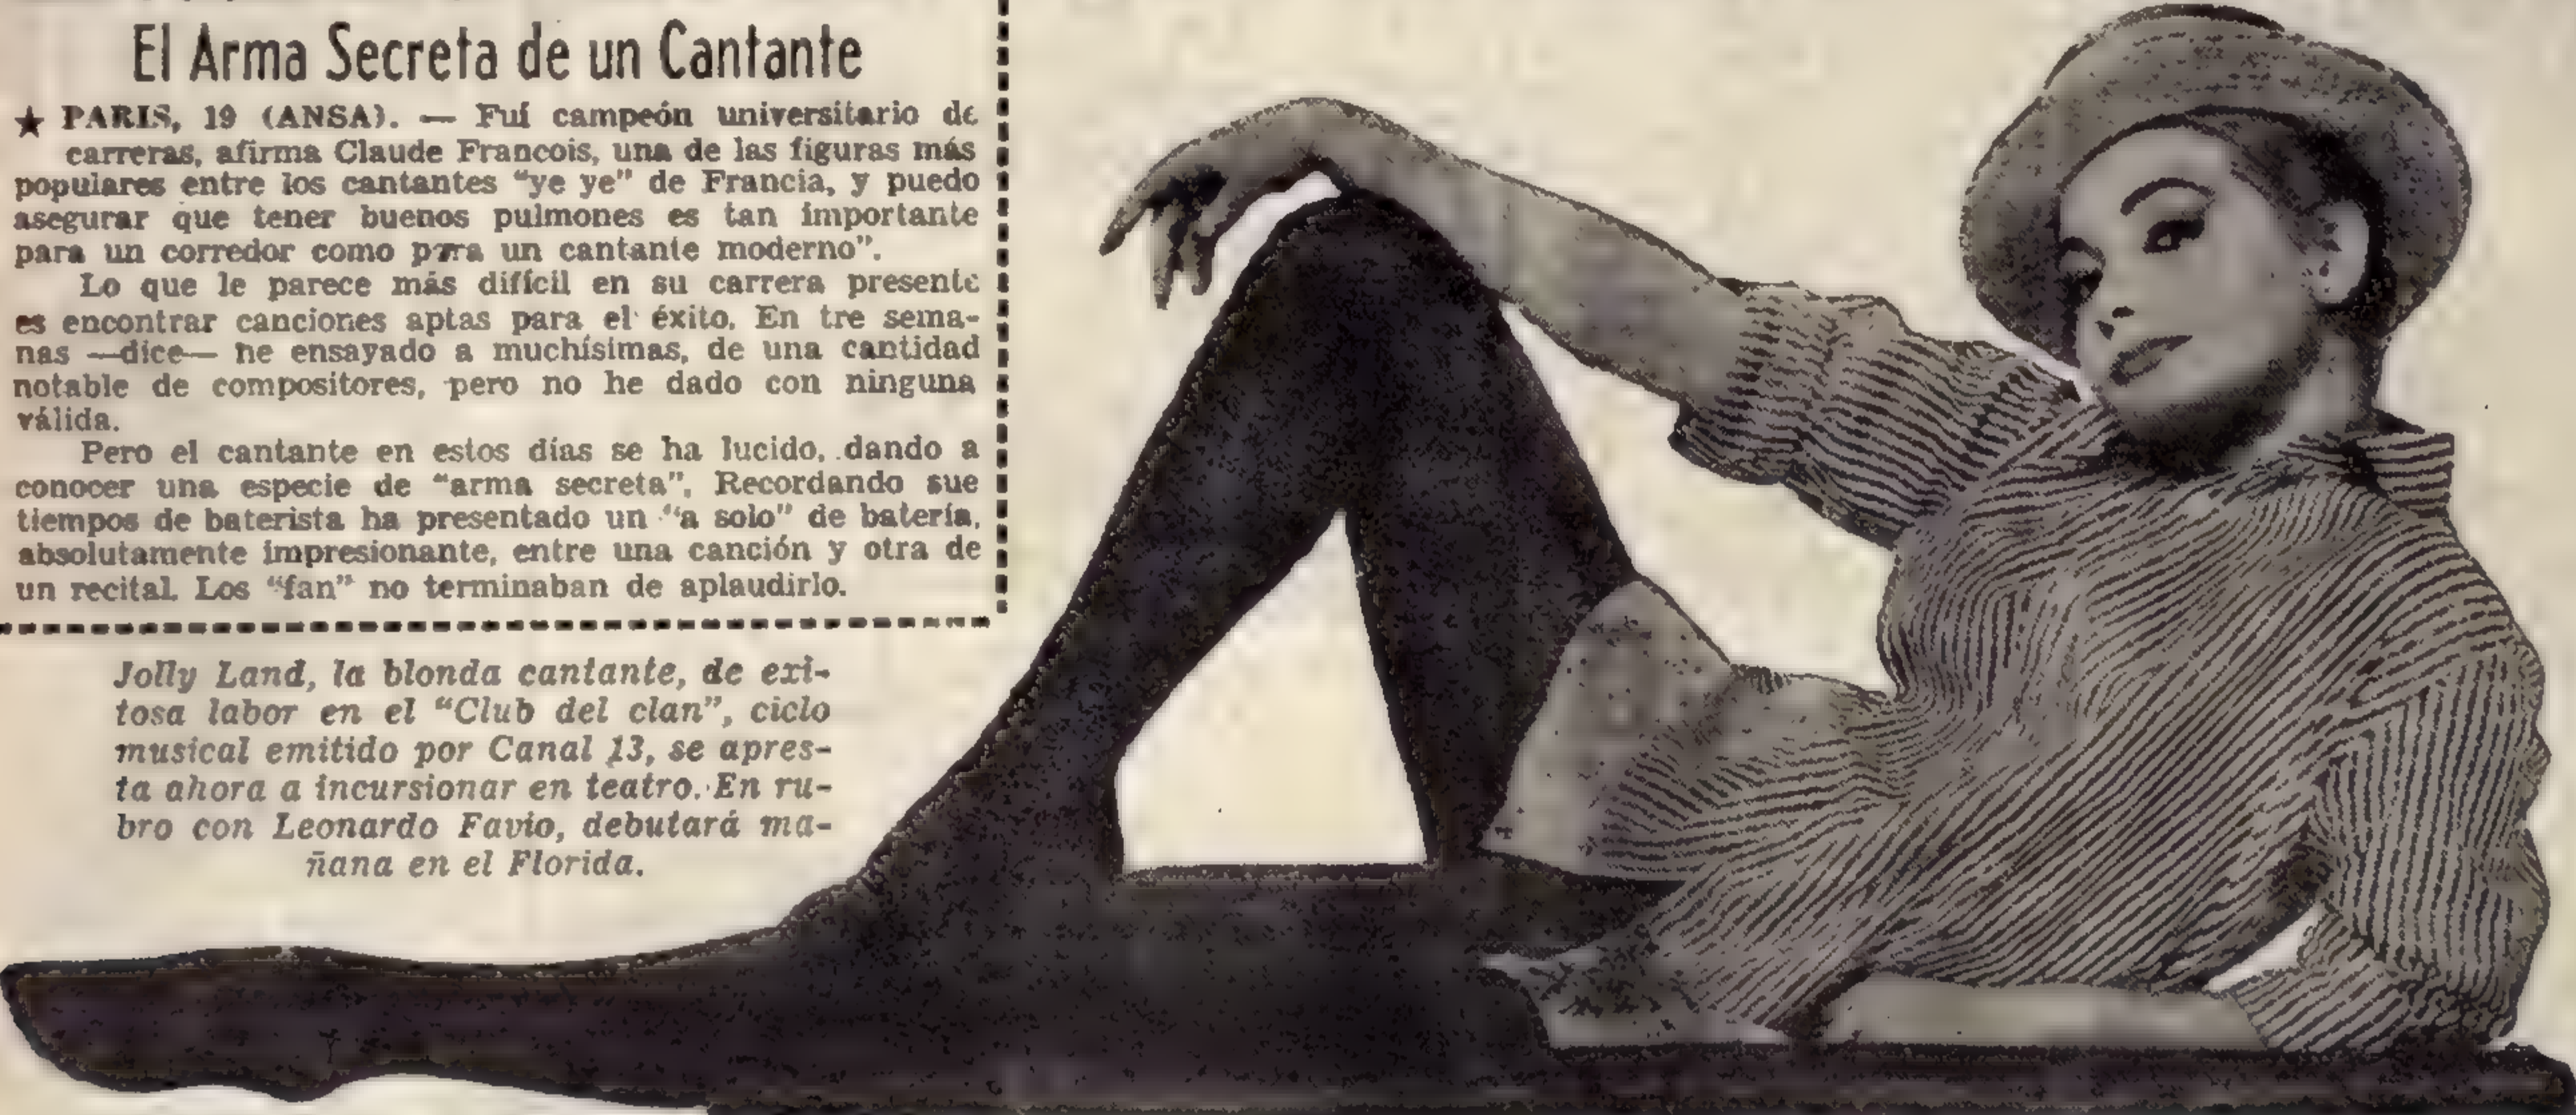 El Arma Secreta de un Cantante
★ PARIS, 19 (ANSA). — Fuí campeón universitario de
carreras, afirma Claude Francois, una de las figuras más
populares entre los cantantes "ye ye" de Francia, y puedo
asegurar que tener buenos pulmones es tan importante
para un corredor como para un cantante moderno".
Lo que le parece más difícil en su carrera presente
es encontrar canciones aptas para el éxito. En tre sema-
nas —dice— he ensayado a muchísimas, de una cantidad
notable de compositores, pero no he dado con ninguna
válida.
Pero el cantante en estos días se ha lucido, dando a
conocer una especie de "arma secreta". Recordando sue
tiempos de baterista ha presentado un "a solo" de batería,
absolutamente impresionante, entre una canción y otra de
un recital. Los "fan" no terminaban de aplaudirlo.
Jolly Land, la blonda cantante, de exi-
tosa labor en el "Club del clan", ciclo
musical emitido por Canal 13, se apres-
ta ahora a incursionar en teatro. En ru-
bro con Leonardo Favio, debutará ma-
ñana en el Florida.